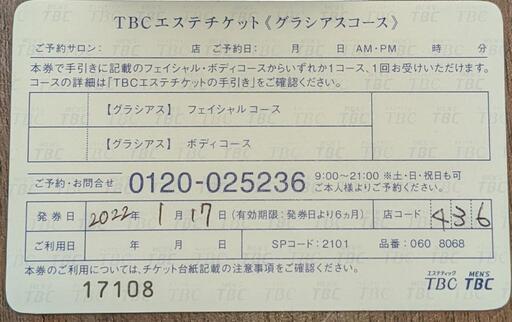 TBCエステチケット《グラシアスコース》
ご予約サロン: 店 ご予約日: 月 日 AM・PM 時 分
本券で手引きに記載のフェイシャル・ボディコースからいずれか1コース、1回お受けいただけます。
コースの詳細は「TBCエステチケットの手引き」をご確認ください。
【グラシアス】 フェイシャルコース
【グラシアス】 ボディコース
ご予約・お問合せ 0120-025236 9:00〜21:00 ※土・日・祝日も可
ご本人様よりご予約ください。
発券日 2022年 1月 17日 (有効期限:発券日より6ヵ月) 店コード 436
ご利用日 年 月 日 SPコード:2101 品番:060 8068
本券のご利用については、チケット台紙記載の注意事項をご確認ください。
17108
エステティック TBC MEN'S TBC